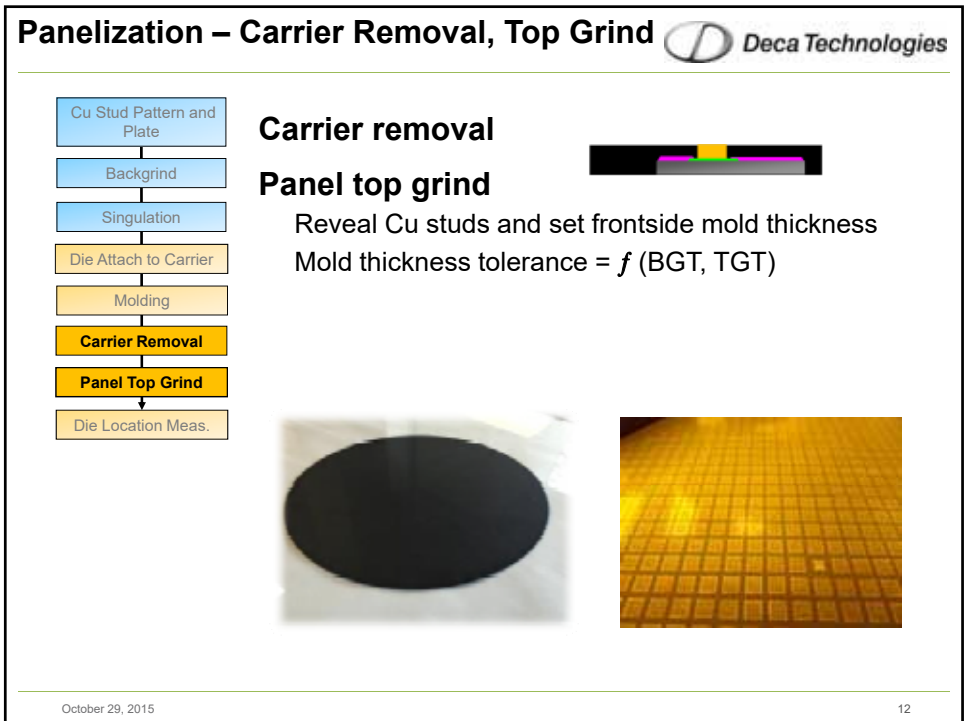 Panelization – Carrier Removal, Top Grind
Deca Technologies
Cu Stud Pattern and
Plate
Backgrind
Singulation
Die Attach to Carrier
Molding
Carrier Removal
Panel Top Grind
Die Location Meas.
Carrier removal
Panel top grind
Reveal Cu studs and set frontside mold thickness
Mold thickness tolerance = ƒ (BGT, TGT)
October 29, 2015
12